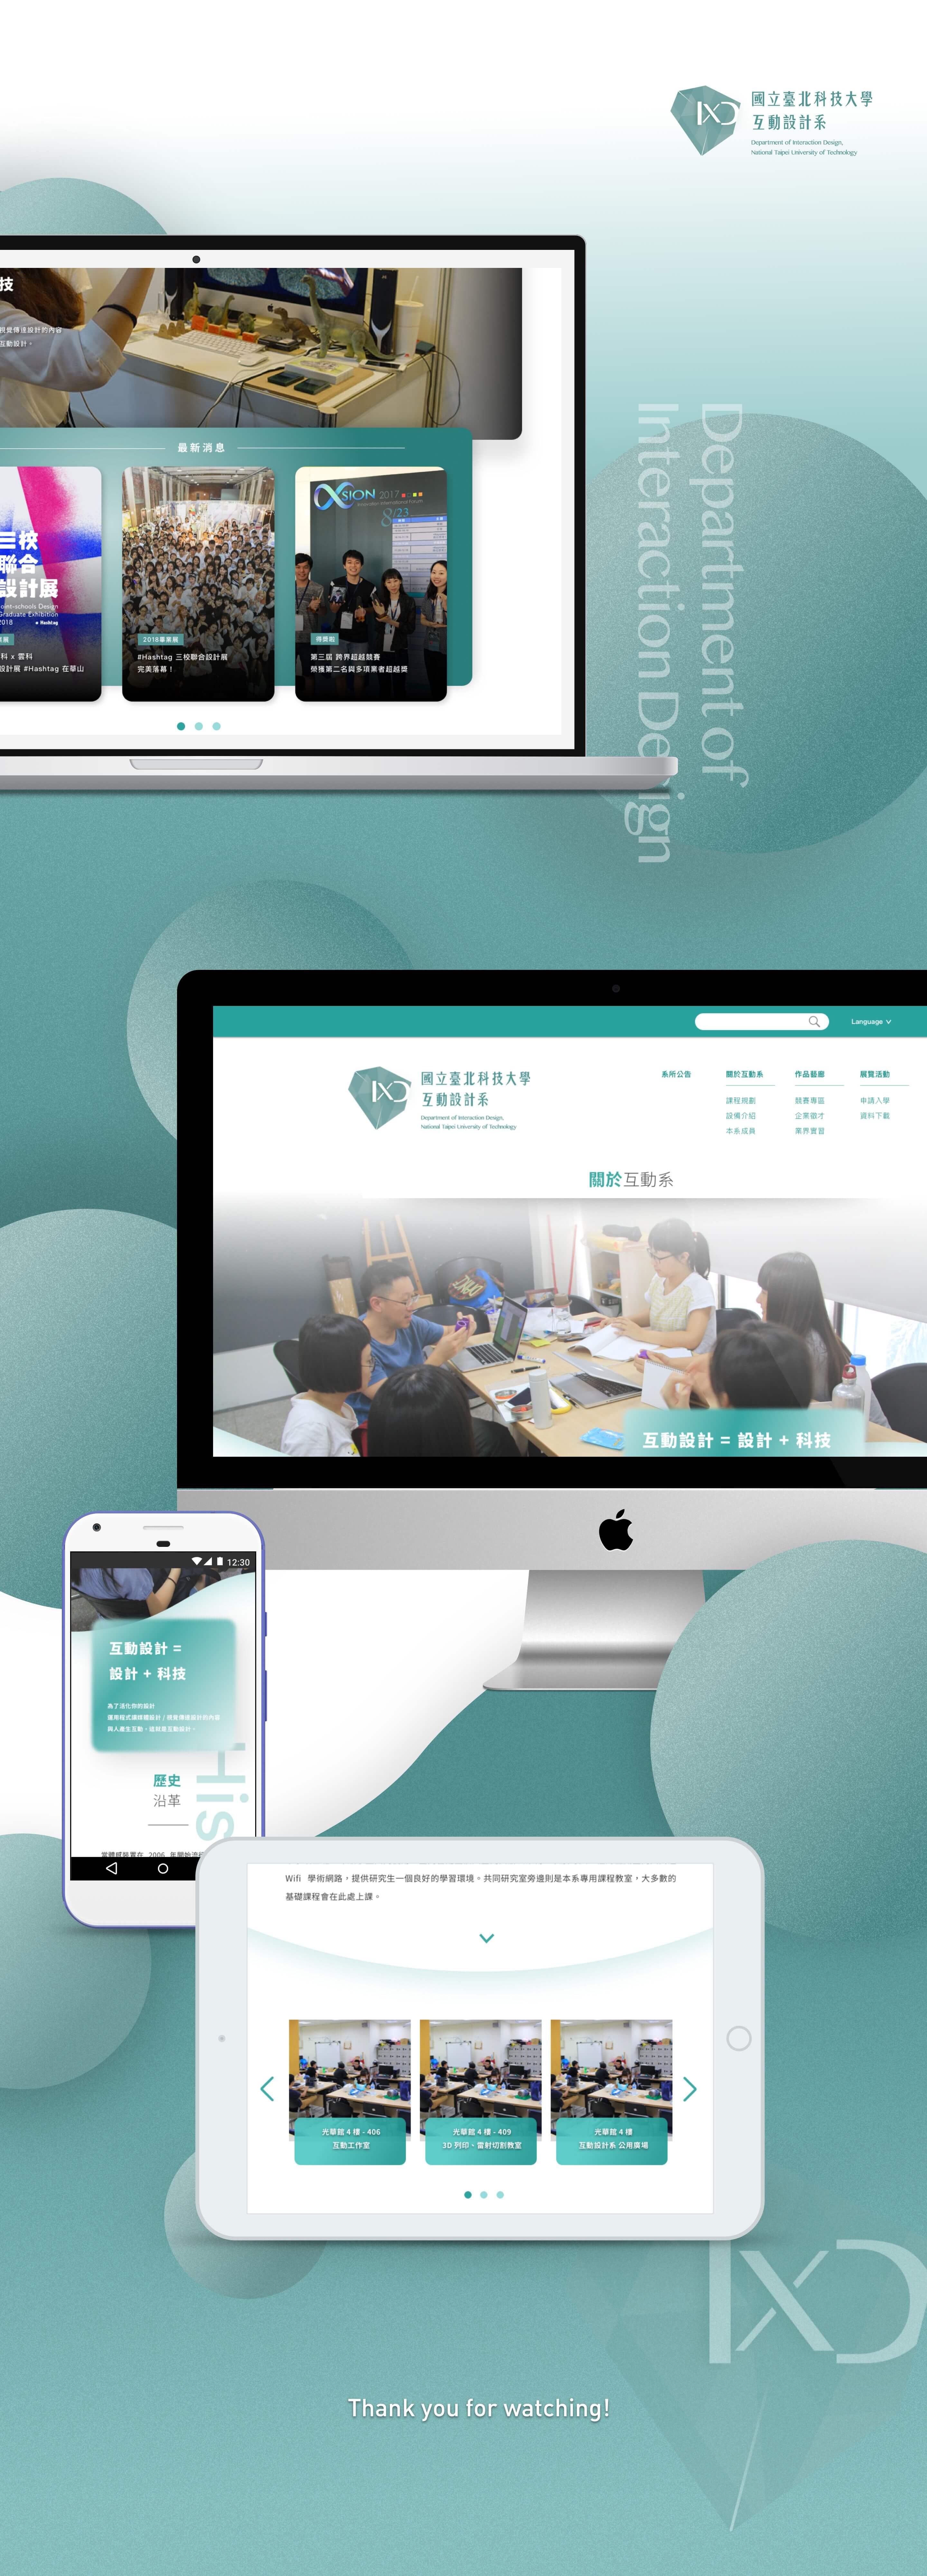 IXD
國立臺北科技大學
互動設計系
Department of Interaction Design,
National Taipei University of Technology
技
視覺傳達設計的內容
互動設計。
最新消息
三校
聯合
設計展
oint-schools Design
Graduate Exhibition
2018
Hashtag
科 x 雲科
設計展 #Hashtag 在華山
2018畢業展
#Hashtag 三校聯合設計展
完美落幕！
SION 2017
8/23
得獎啦
第三屆 跨界超越競賽
榮獲第二名與多項業者超越獎
Department of
Interaction Design
Language
IXD
國立臺北科技大學
互動設計系
Department of Interaction Design,
National Taipei University of Technology
系所公告
關於互動系
課程規劃
設備介紹
本系成員
作品藝廊
競賽專區
企業徵才
業界實習
展覽活動
申請入學
資料下載
關於互動系
互動設計 = 設計 + 科技
12:30
互動設計 =
設計 + 科技
為了活化你的設計
運用程式讓媒體設計 / 視覺傳達設計的內容
與人產生互動，這就是互動設計。
歷史
沿革
His
當體感裝置在 2006 年開始流行
Wifi 學術網路，提供研究生一個良好的學習環境。共同研究室旁邊則是本系專用課程教室，大多數的
基礎課程會在此處上課。
光華館 4 樓 - 406
互動工作室
光華館 4 樓 - 409
3D 列印、雷射切割教室
光華館 4 樓
互動設計系 公用廣場
IXD
Thank you for watching!